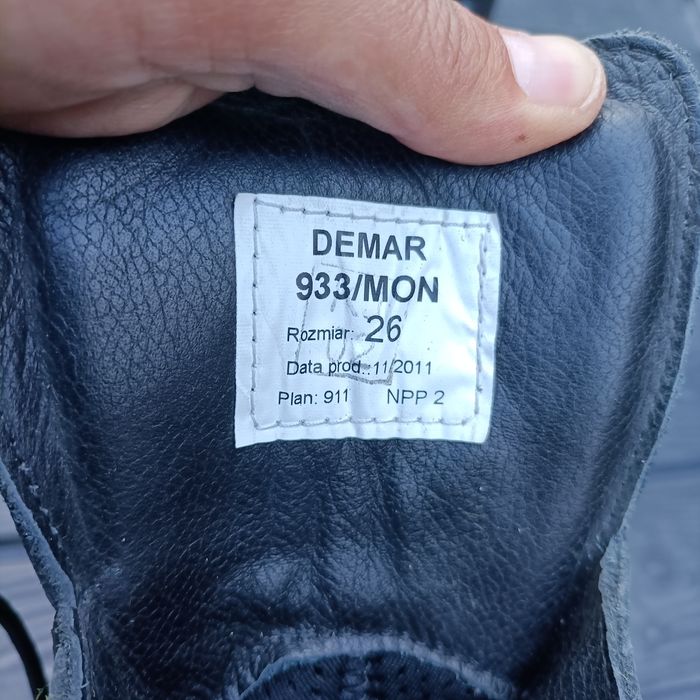 DEMAR
933/MON
Rozmiar: 26
Data prod.:11/2011
Plan: 911 NPP 2